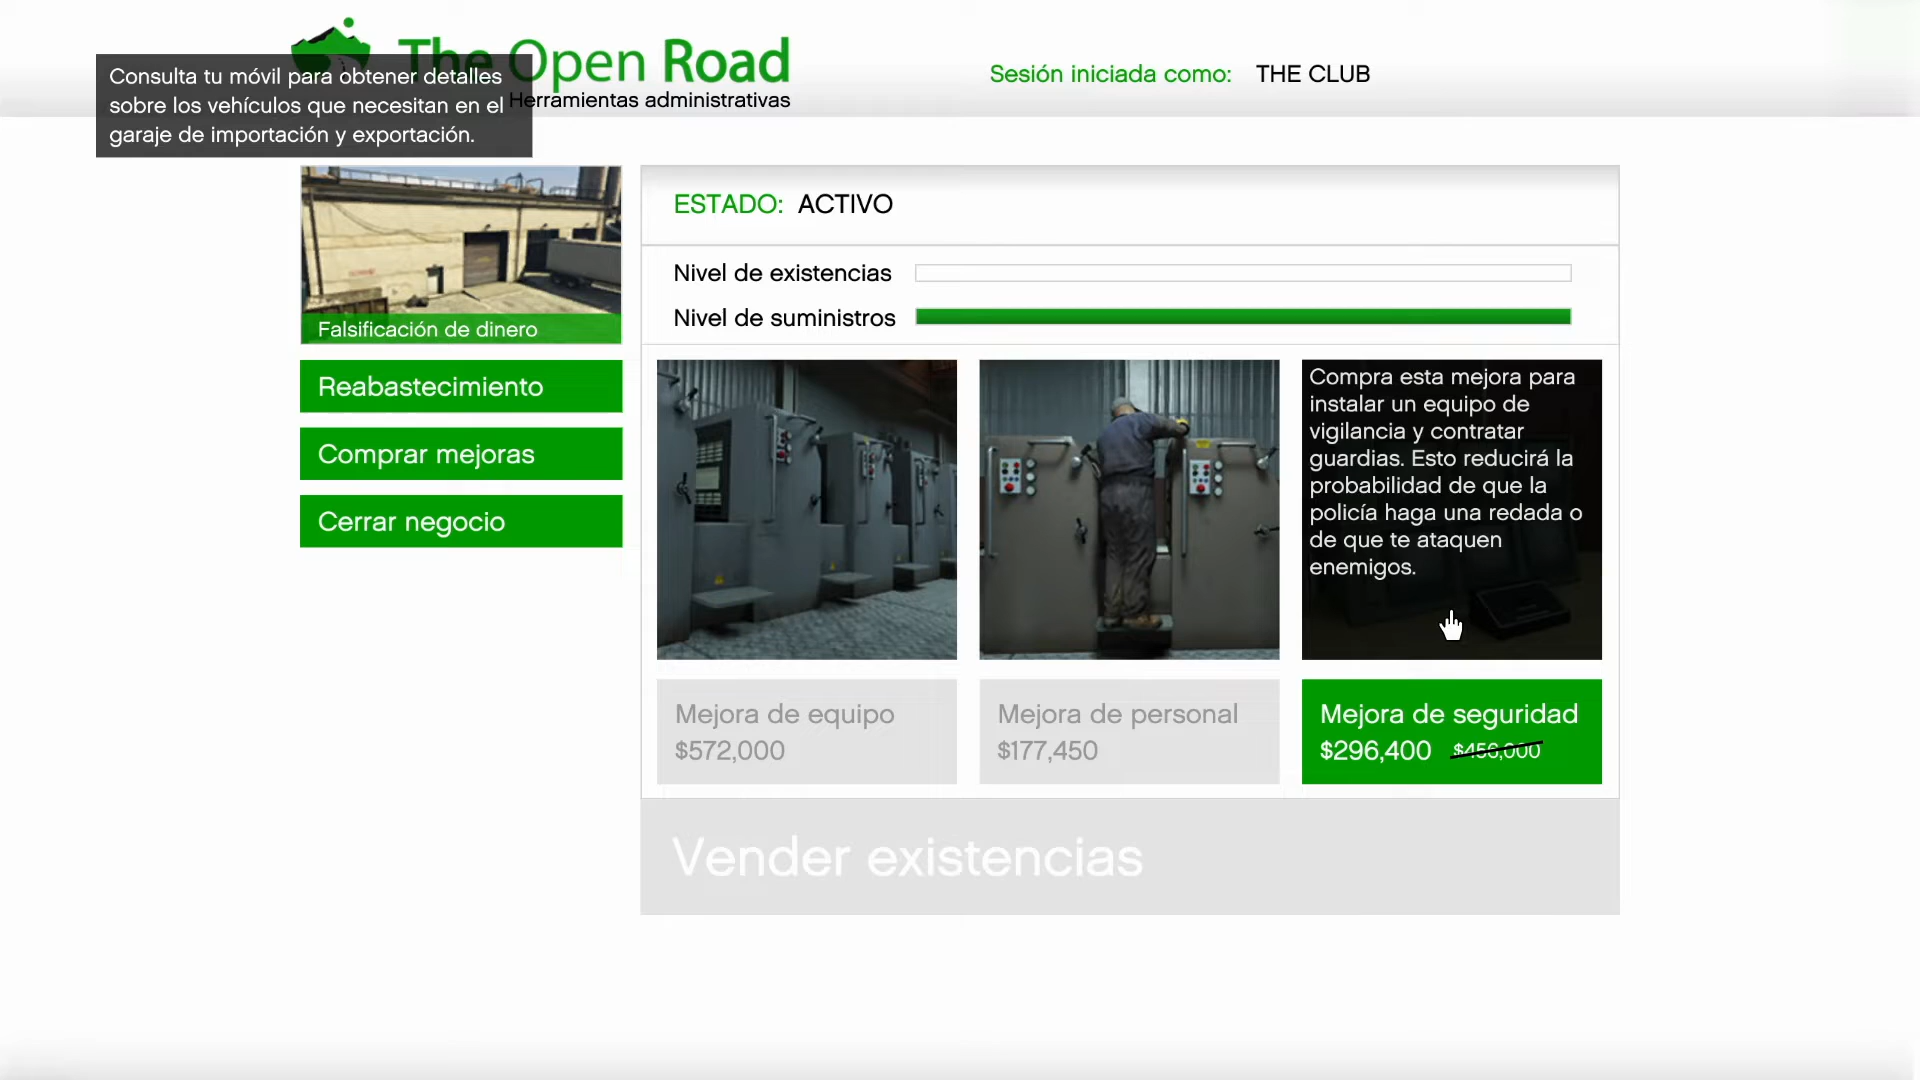 The Open Road
Herramientas administrativas
Sesión iniciada como: THE CLUB
Consulta tu móvil para obtener detalles
sobre los vehículos que necesitan en el
garaje de importación y exportación.
Falsificación de dinero
Reabastecimiento
Comprar mejoras
Cerrar negocio
ESTADO: ACTIVO
Nivel de existencias
Nivel de suministros
Compra esta mejora para
instalar un equipo de
vigilancia y contratar
guardias. Esto reducirá la
probabilidad de que la
policía haga una redada o
de que te ataquen
enemigos.
Mejora de equipo
$572,000
Mejora de personal
$177,450
Mejora de seguridad
$296,400 $456,000
Vender existencias